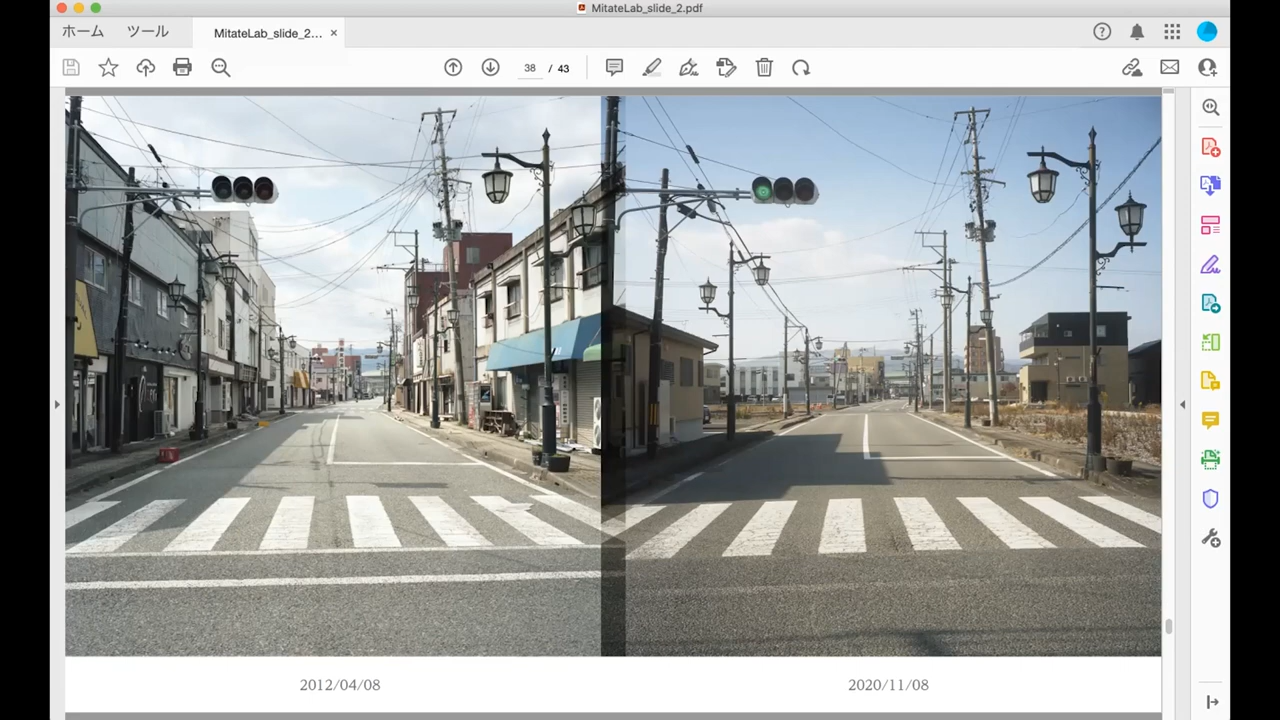 MitateLab_slide_2.pdf
ホーム
ツール
MitateLab_slide_2...
×
38 / 43
2012/04/08
2020/11/08